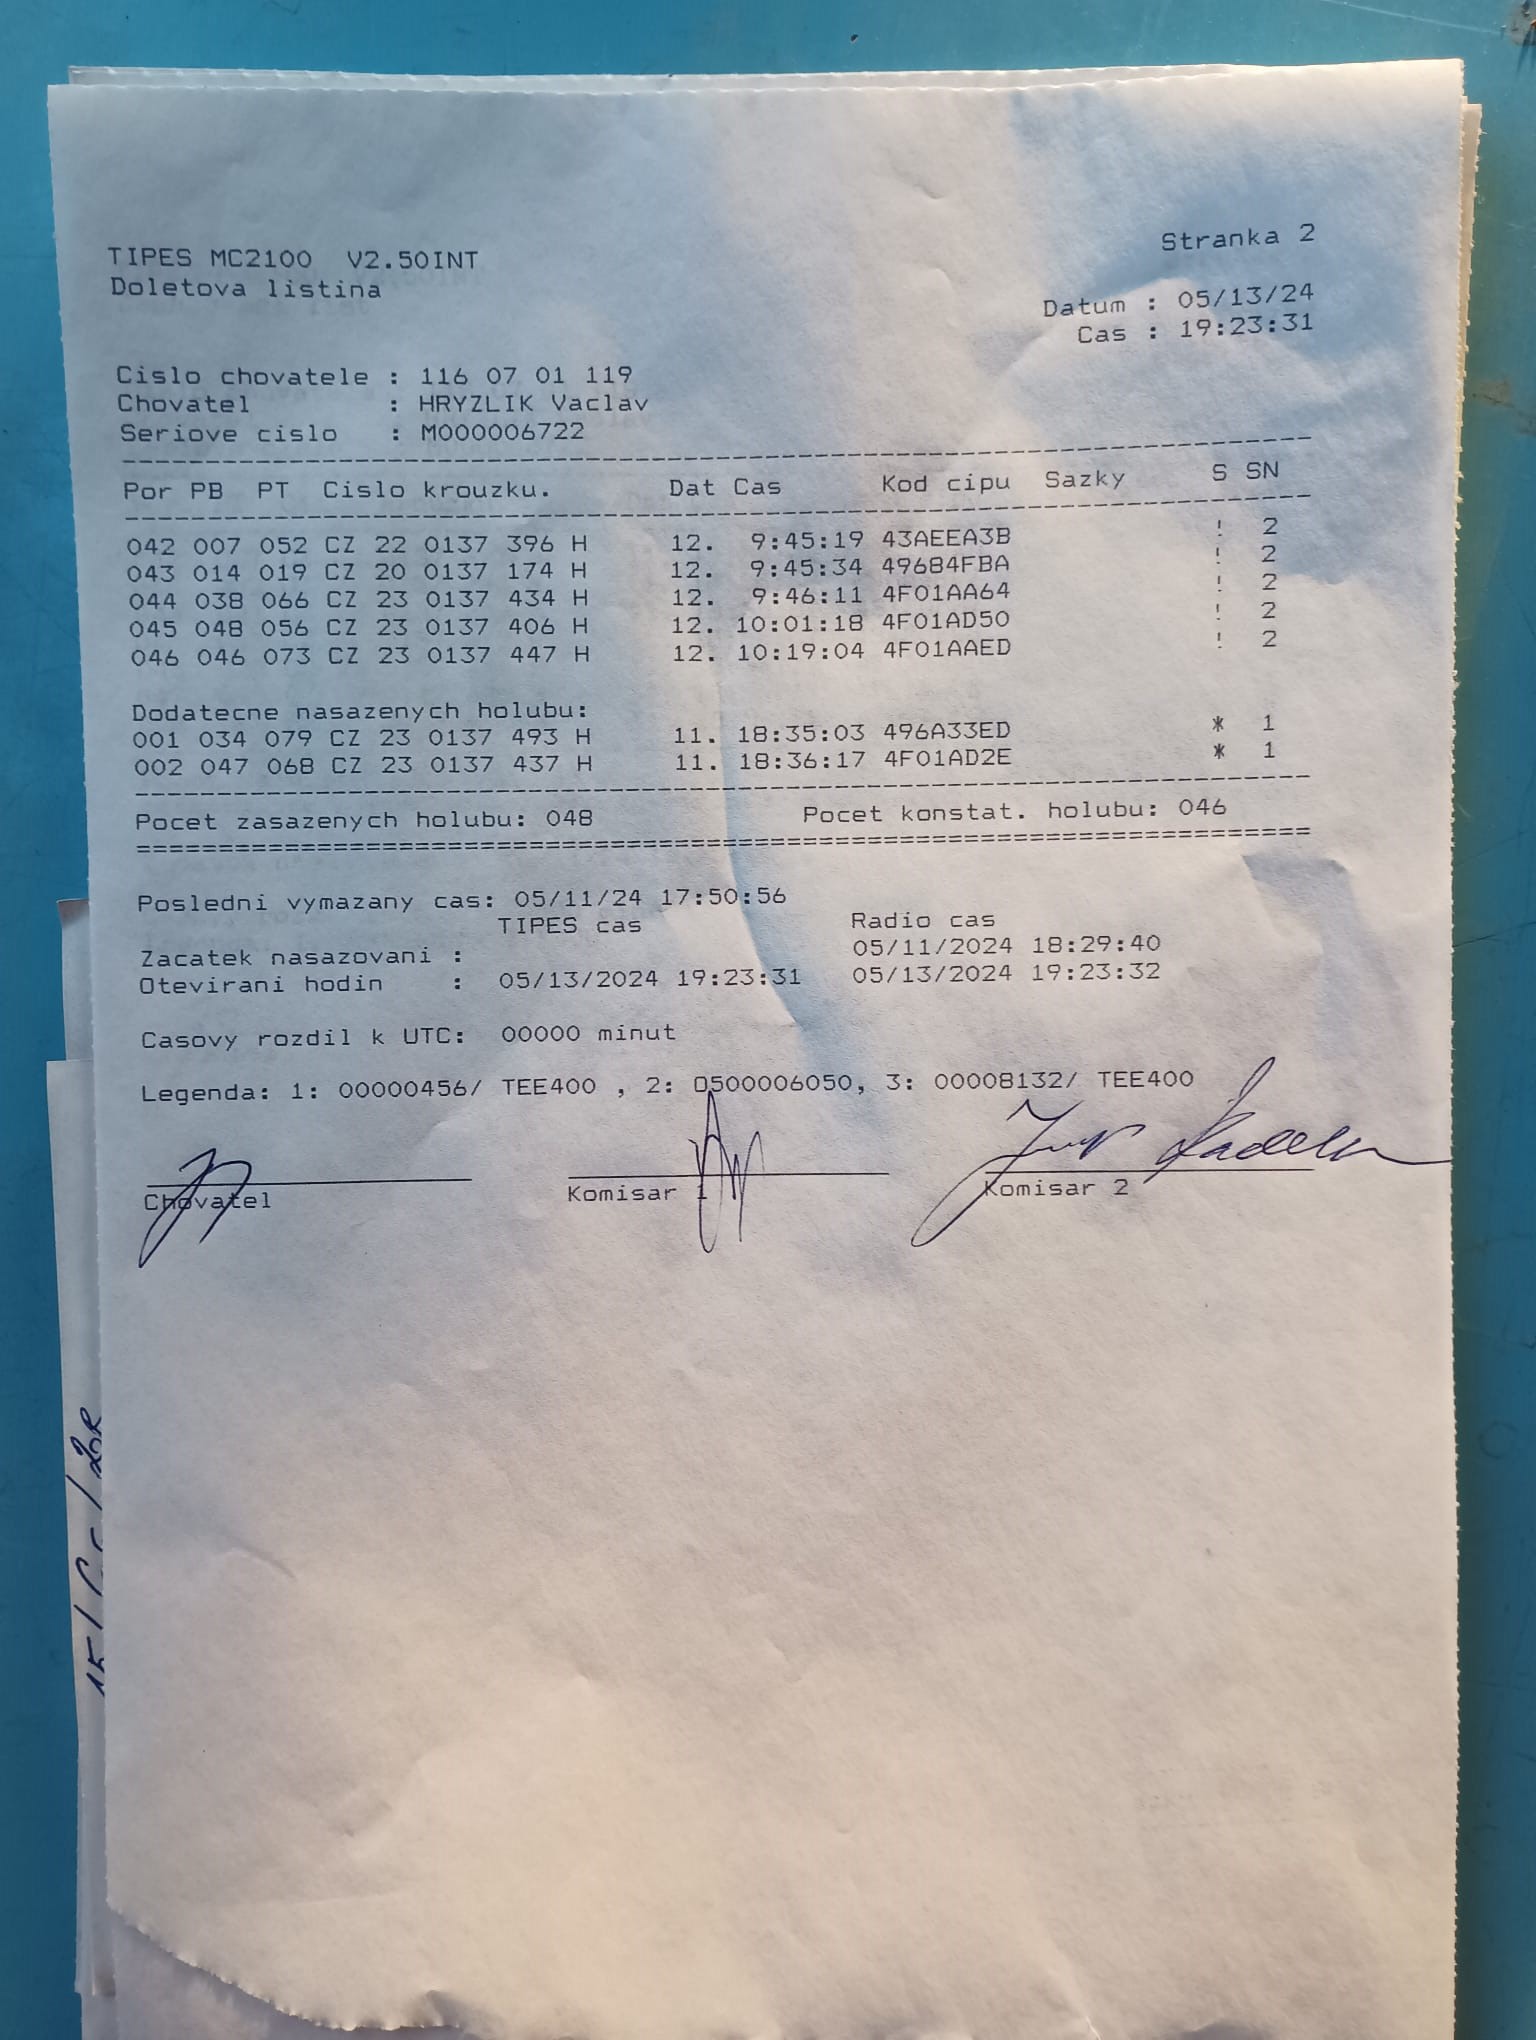 TIPES MC2100 V2.50INT Stranka 2
Doletova listina
Datum : 05/13/24
Cas : 19:23:31
Cislo chovatele : 116 07 01 119
Chovatel : HRYZLIK Vaclav
Seriove cislo : M000006722
Por PB PT Cislo krouzku. Dat Cas Kod cipu Sazky S SN
042 007 052 CZ 22 0137 396 H 12. 9:45:19 43AEEA3B ! 2
043 014 019 CZ 20 0137 174 H 12. 9:45:34 49684FBA ! 2
044 038 066 CZ 23 0137 434 H 12. 9:46:11 4F01AA64 ! 2
045 048 056 CZ 23 0137 406 H 12. 10:01:18 4F01AD50 ! 2
046 046 073 CZ 23 0137 447 H 12. 10:19:04 4F01AAED ! 2
Dodatecne nasazenych holubu:
001 034 079 CZ 23 0137 493 H 11. 18:35:03 496A33ED * 1
002 047 068 CZ 23 0137 437 H 11. 18:36:17 4F01AD2E * 1
Pocet zasazenych holubu: 048 Pocet konstat. holubu: 046
Posledni vymazany cas: 05/11/24 17:50:56
TIPES cas Radio cas
Zacatek nasazovani : 05/11/2024 18:29:40
Otevirani hodin : 05/13/2024 19:23:31 05/13/2024 19:23:32
Casovy rozdil k UTC: 00000 minut
Legenda: 1: 00000456/ TEE400 , 2: 0500006050, 3: 00008132/ TEE400
Chovatel Komisar 1 Komisar 2